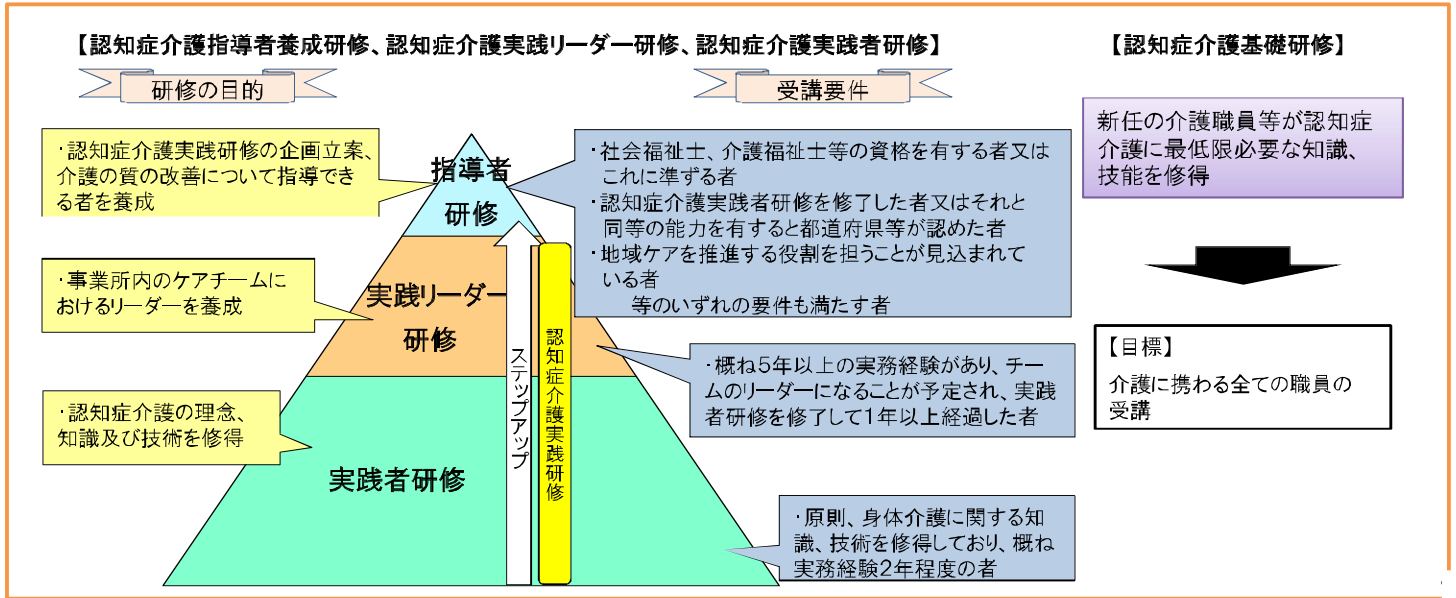 【認知症介護指導者養成研修、認知症介護実践リーダー研修、認知症介護実践者研修】
研修の目的
受講要件
・認知症介護実践研修の企画立案、
介護の質の改善について指導でき
る者を養成
・事業所内のケアチームに
おけるリーダーを養成
・認知症介護の理念、
知識及び技術を修得
指導者
研修
実践リーダー
研修
実践者研修
ステップアップ
認知症介護実践研修
・社会福祉士、介護福祉士等の資格を有する者又は
これに準ずる者
・認知症介護実践者研修を修了した者又はそれと
同等の能力を有すると都道府県等が認めた者
・地域ケアを推進する役割を担うことが見込まれて
いる者
等のいずれの要件も満たす者
・概ね5年以上の実務経験があり、チー
ムのリーダーになることが予定され、実践
者研修を修了して1年以上経過した者
・原則、身体介護に関する知
識、技術を修得しており、概ね
実務経験2年程度の者
【認知症介護基礎研修】
新任の介護職員等が認知症
介護に最低限必要な知識、
技能を修得
【目標】
介護に携わる全ての職員の
受講